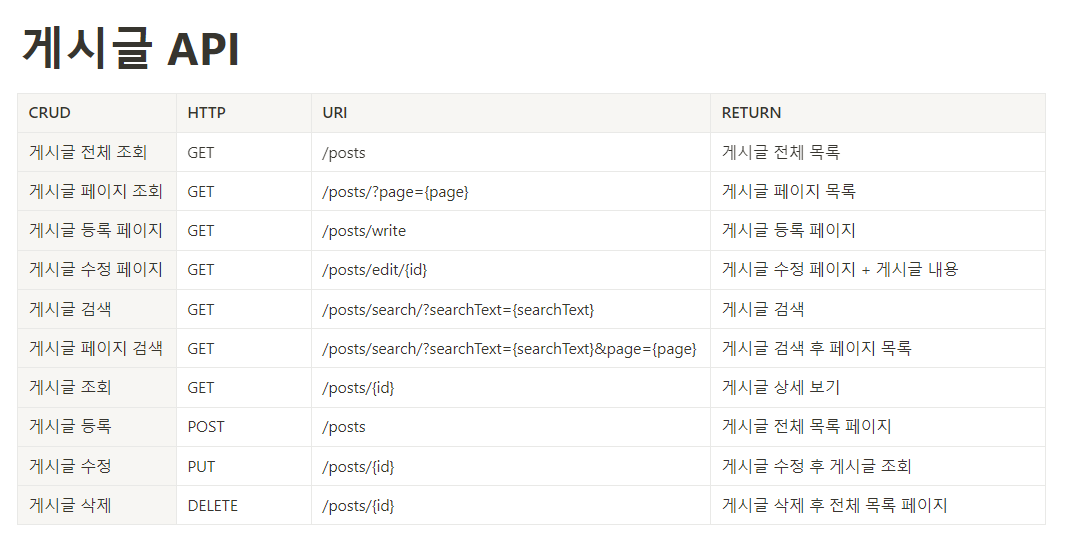 게시글 API
CRUD HTTP URI RETURN
게시글 전체 조회 GET /posts 게시글 전체 목록
게시글 페이지 조회 GET /posts/?page={page} 게시글 페이지 목록
게시글 등록 페이지 GET /posts/write 게시글 등록 페이지
게시글 수정 페이지 GET /posts/edit/{id} 게시글 수정 페이지 + 게시글 내용
게시글 검색 GET /posts/search/?searchText={searchText} 게시글 검색
게시글 페이지 검색 GET /posts/search/?searchText={searchText}&page={page} 게시글 검색 후 페이지 목록
게시글 조회 GET /posts/{id} 게시글 상세 보기
게시글 등록 POST /posts 게시글 전체 목록 페이지
게시글 수정 PUT /posts/{id} 게시글 수정 후 게시글 조회
게시글 삭제 DELETE /posts/{id} 게시글 삭제 후 전체 목록 페이지